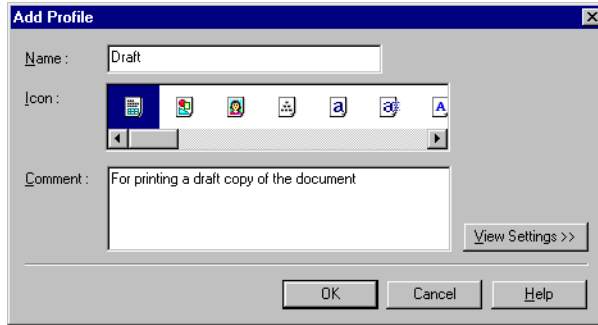 Add Profile
Name :
Draft
Icon :
a
a
A
Comment :
For printing a draft copy of the document
View Settings >>
OK
Cancel
Help